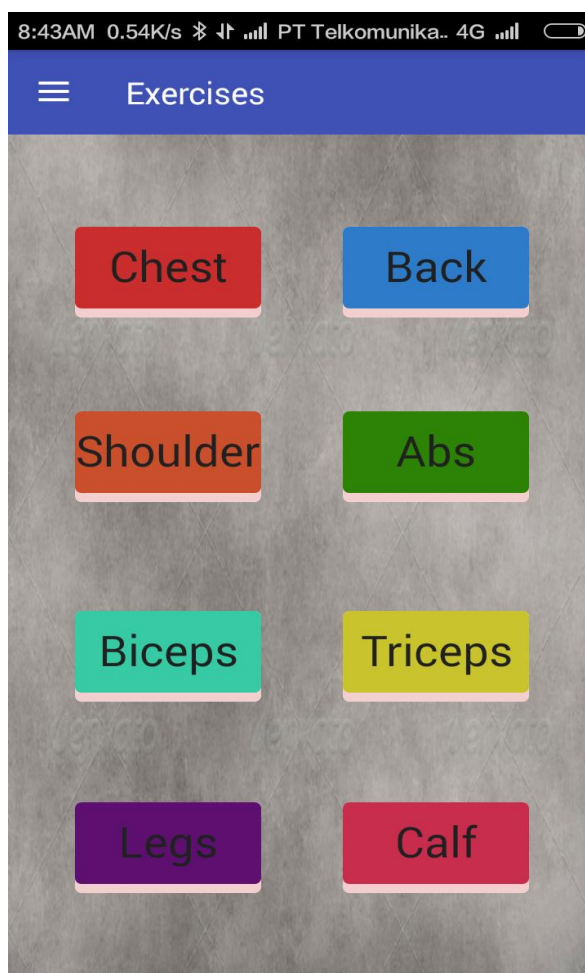 8:43AM 0.54K/s PT Telkomunika.. 4G
Exercises
Chest Back
Shoulder Abs
Biceps Triceps
Legs Calf